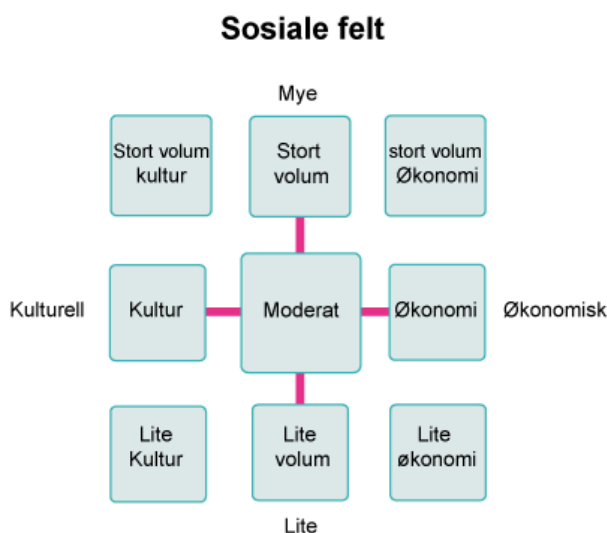 Sosiale felt
Mye
Stort volum
kultur
Stort
volum
stort volum
Økonomi
Kulturell
Kultur
Moderat
Økonomi
Økonomisk
Lite
Kultur
Lite
volum
Lite
økonomi
Lite